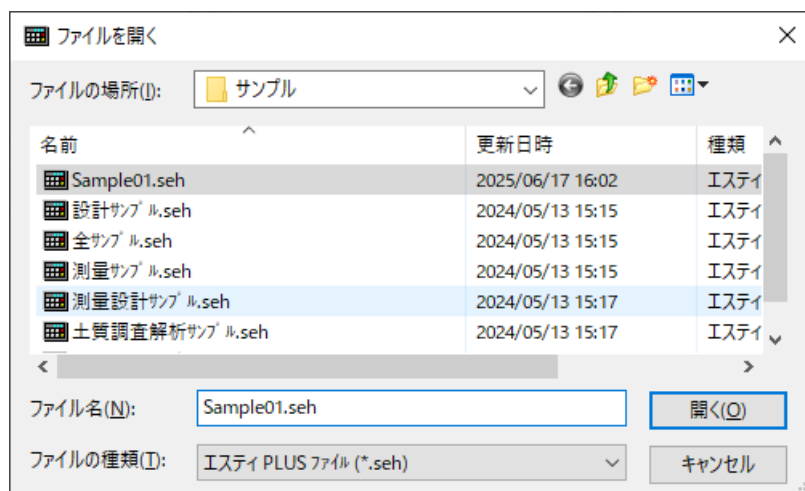 ファイルを開く
ファイルの場所(I): サンプル
名前 更新日時 種類
Sample01.seh 2025/06/17 16:02 エスティ
設計ｻﾝﾌﾟﾙ.seh 2024/05/13 15:15 エスティ
全ｻﾝﾌﾟﾙ.seh 2024/05/13 15:15 エスティ
測量ｻﾝﾌﾟﾙ.seh 2024/05/13 15:15 エスティ
測量設計ｻﾝﾌﾟﾙ.seh 2024/05/13 15:17 エスティ
土質調査解析ｻﾝﾌﾟﾙ.seh 2024/05/13 15:17 エスティ
ファイル名(N): Sample01.seh 開く(O)
ファイルの種類(T): エスティ PLUS ﾌｧｲﾙ (*.seh) キャンセル